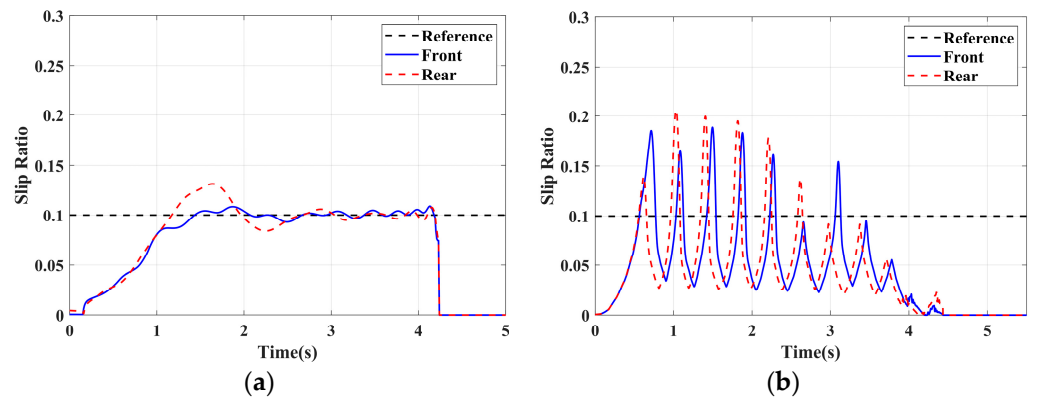 0.3
0.25
0.2
0.15
0.1
0.05
0
Slip Ratio
Reference
Front
Rear
0 1 2 3 4 5
Time(s)
(a)
0.3
0.25
0.2
0.15
0.1
0.05
0
Slip Ratio
Reference
Front
Rear
0 1 2 3 4 5
Time(s)
(b)